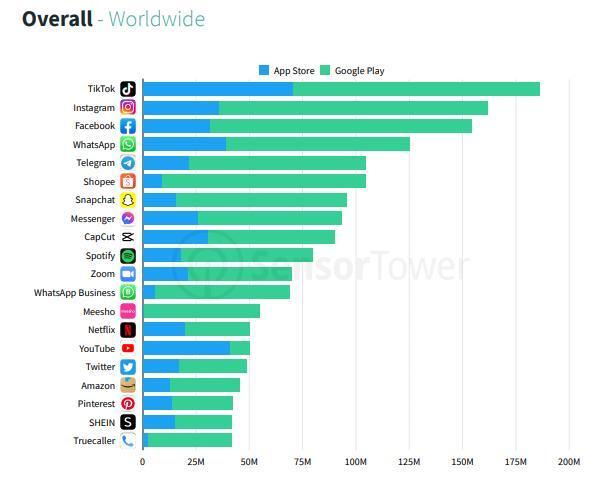 Overall - Worldwide
App Store Google Play
TikTok
Instagram
Facebook
WhatsApp
Telegram
Shopee
Snapchat
Messenger
CapCut
Spotify
SensorTower
Zoom
WhatsApp Business
Meesho
meesho
Netflix
YouTube
Twitter
Amazon
Pinterest
SHEIN
Truecaller
0 25M 50M 75M 100M 125M 150M 175M 200M